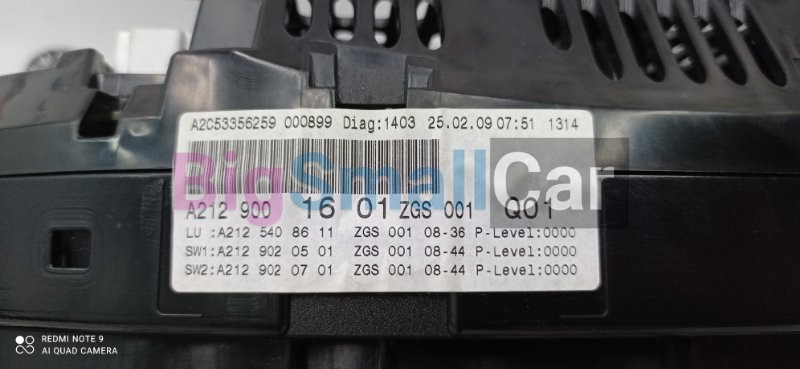 A2C53356259 000899 Diag:1403 25.02.09 07:51 1314
BigSmallCar
A212 900 16 01 ZGS 001 Q01
LU :A212 540 86 11 ZGS 001 08-36 P-Level:0000
SW1:A212 902 05 01 ZGS 001 08-44 P-Level:0000
SW2:A212 902 07 01 ZGS 001 08-44 P-Level:0000
REDMI NOTE 9
AI QUAD CAMERA